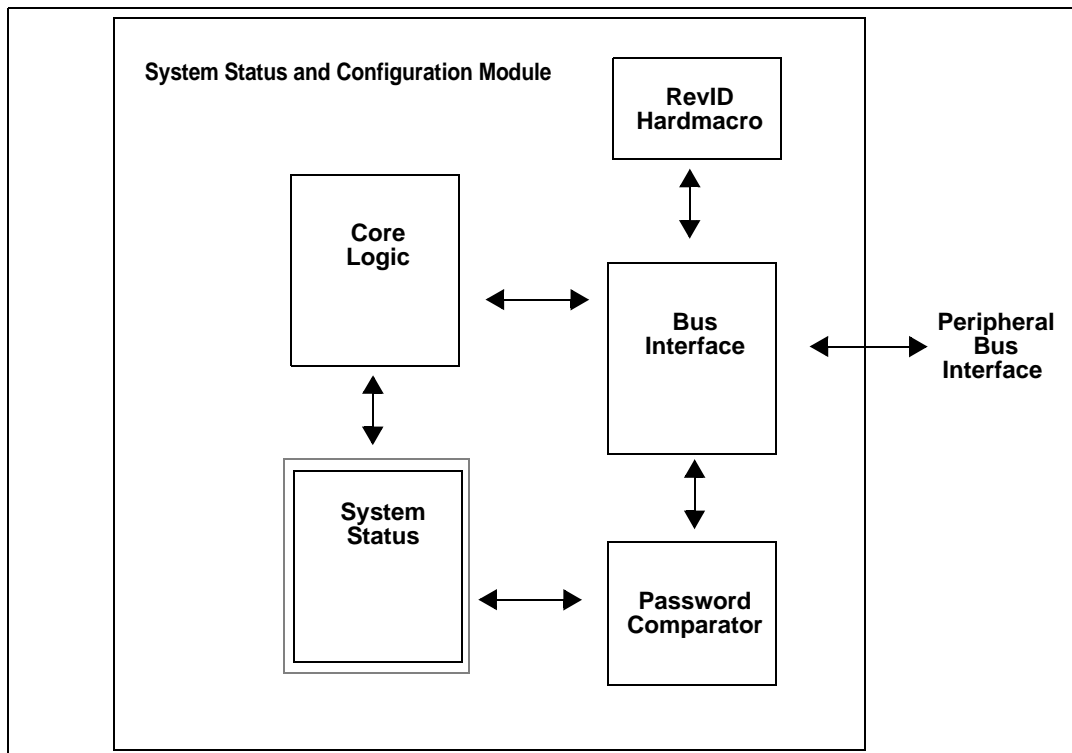 System Status and Configuration Module
RevID
Hardmacro
Core
Logic
Bus
Interface
Peripheral
Bus
Interface
System
Status
Password
Comparator